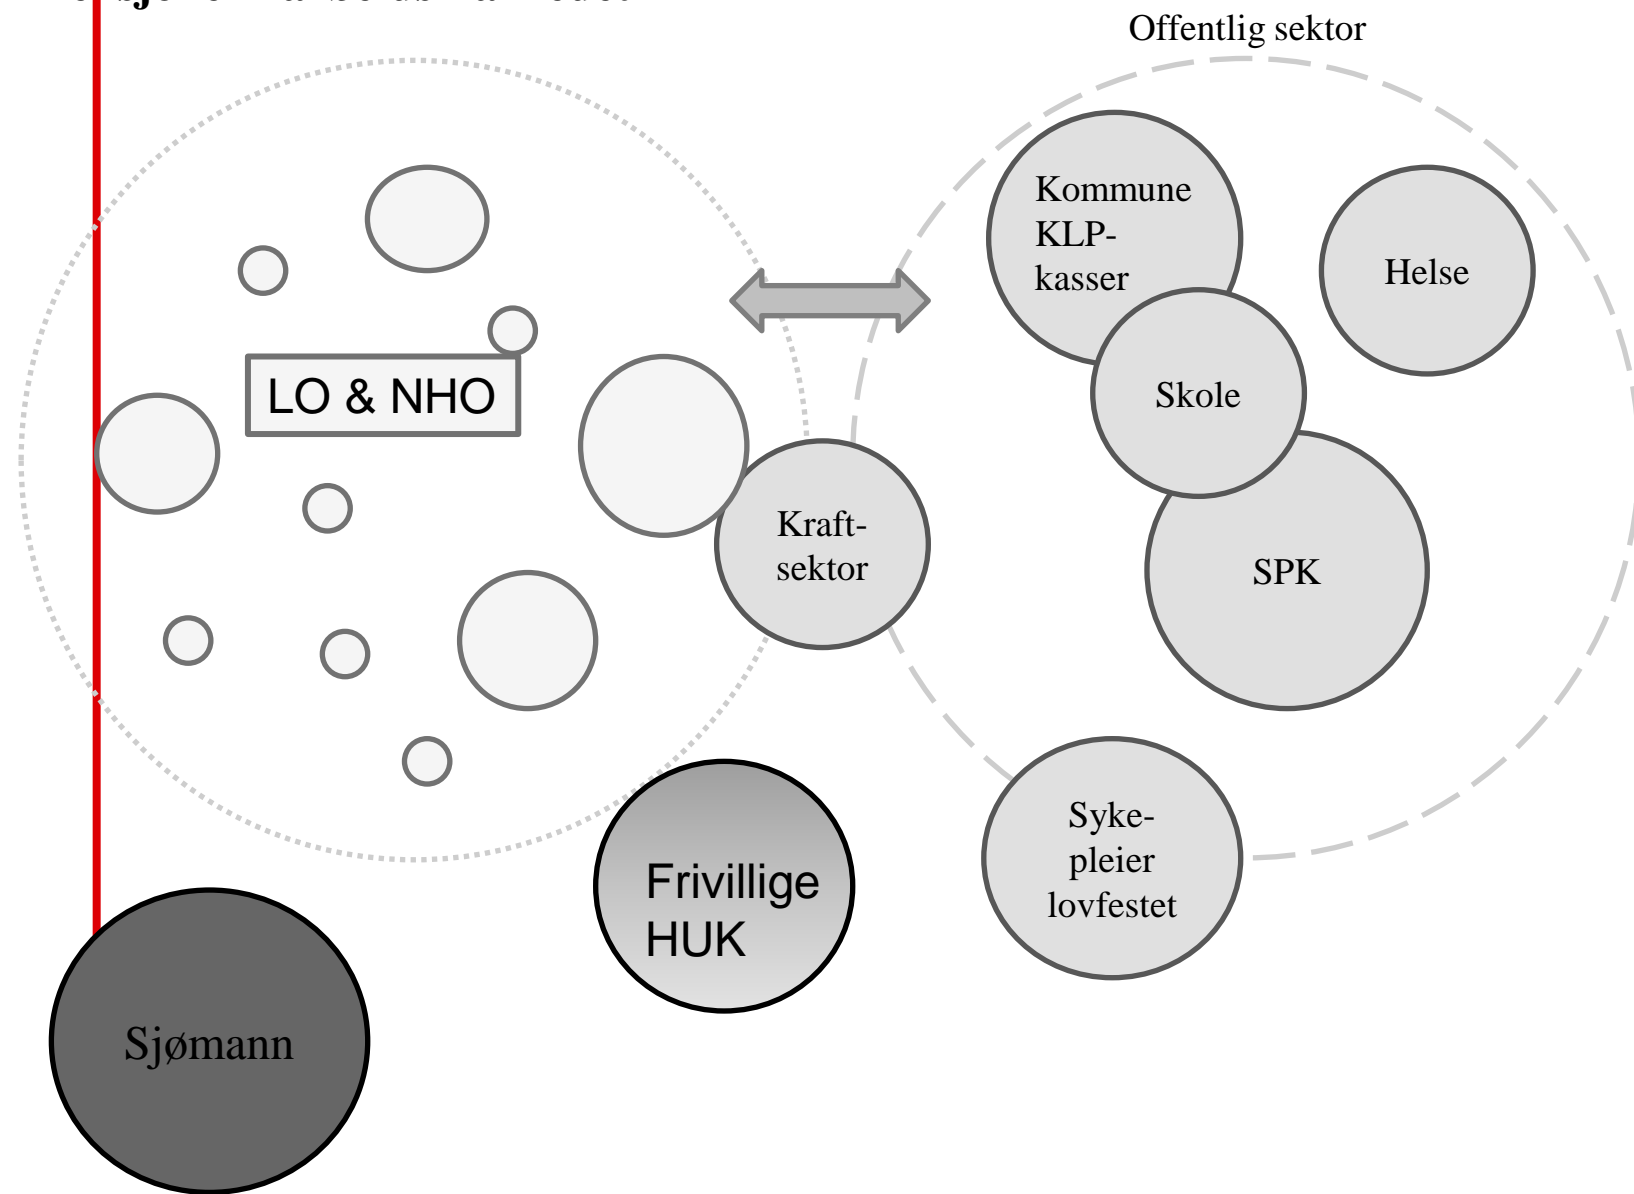 Offentlig sektor
Kommune
KLP-
kasser
Helse
LO & NHO
Skole
Kraft-
sektor
SPK
Syke-
pleier
lovfestet
Frivillige
HUK
Sjømann